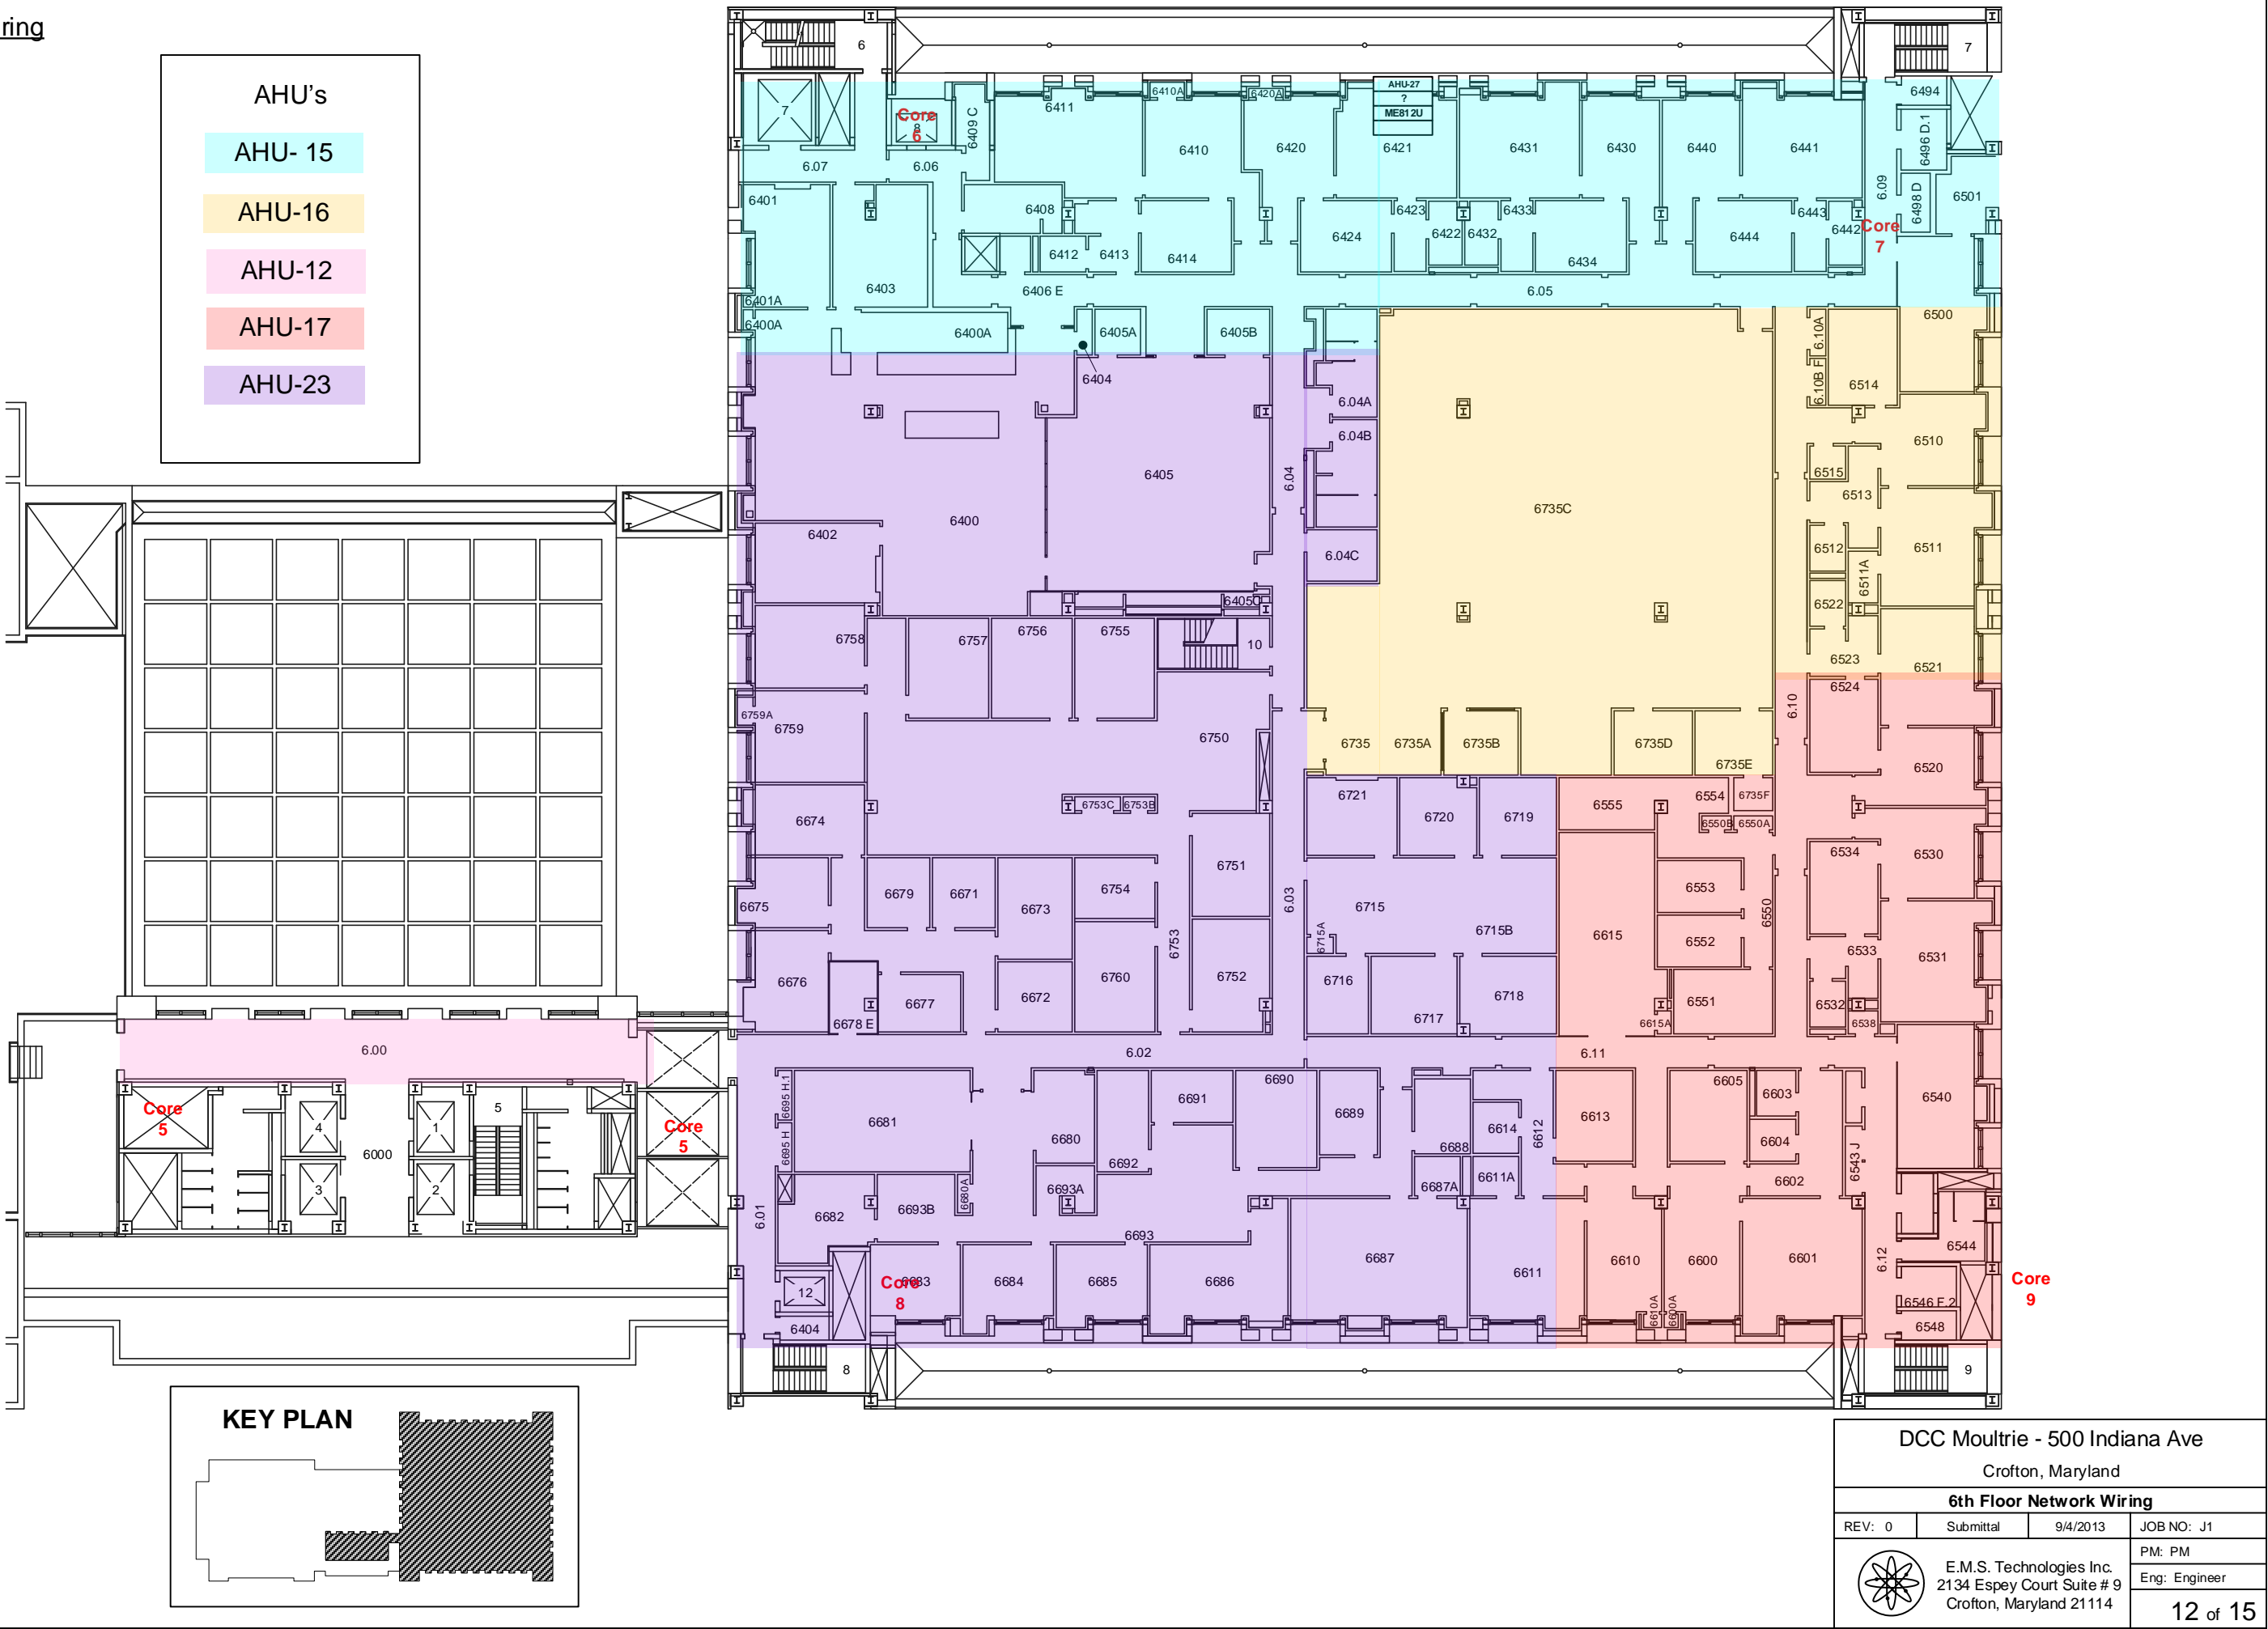 ring
AHU's
AHU- 15
AHU-16
AHU-12
AHU-17
AHU-23
6
7
7
Core
6
8
6409 C
6411
6410A
6420A
AHU-27
?
ME812U
6494
6496 D.1
6.07
6.06
6410
6420
6421
6431
6430
6440
6441
6.09
6498 D
6501
6401
6408
6423
6433
6443
6412
6413
6414
6424
6422
6432
6434
6444
6442
Core
7
6401A
6403
6406 E
6.05
6400A
6400A
6405A
6405B
6404
6500
6.10A
6.10B F
6514
6.04A
6.04B
6.04
6405
6400
6402
6.04C
6405C
6735C
6510
6515
6513
6512
6511
6511A
6522
6523
6521
6524
6.10
6758
6757
6756
6755
10
6759A
6759
6750
6735
6735A
6735B
6735D
6735E
6520
6753C
6753B
6674
6721
6720
6719
6555
6554
6735F
6550B
6550A
6534
6530
6751
6675
6679
6671
6673
6754
6.03
6715
6715A
6715B
6615
6553
6550
6552
6533
6531
6753
6676
6678 E
6677
6672
6760
6752
6716
6717
6718
6615A
6551
6532
6538
6.00
6.02
6.11
Core
5
4
1
5
3
2
6000
Core
5
6695 H.1
6695 H
6681
6680
6692
6691
6690
6689
6688
6614
6612
6613
6605
6603
6604
6602
6543 J
6540
6.01
6682
6693B
6680A
6693A
6693
6687A
6611A
6683
Core
8
6684
6685
6686
6687
6611
6610
6610A
6600
6600A
6601
6.12
6544
6546 F.2
6548
Core
9
12
6404
8
9
KEY PLAN
DCC Moultrie - 500 Indiana Ave
Crofton, Maryland
6th Floor Network Wiring
REV: 0
Submittal
9/4/2013
JOB NO: J1
PM: PM
E.M.S. Technologies Inc.
2134 Espey Court Suite # 9
Crofton, Maryland 21114
Eng: Engineer
12 of 15